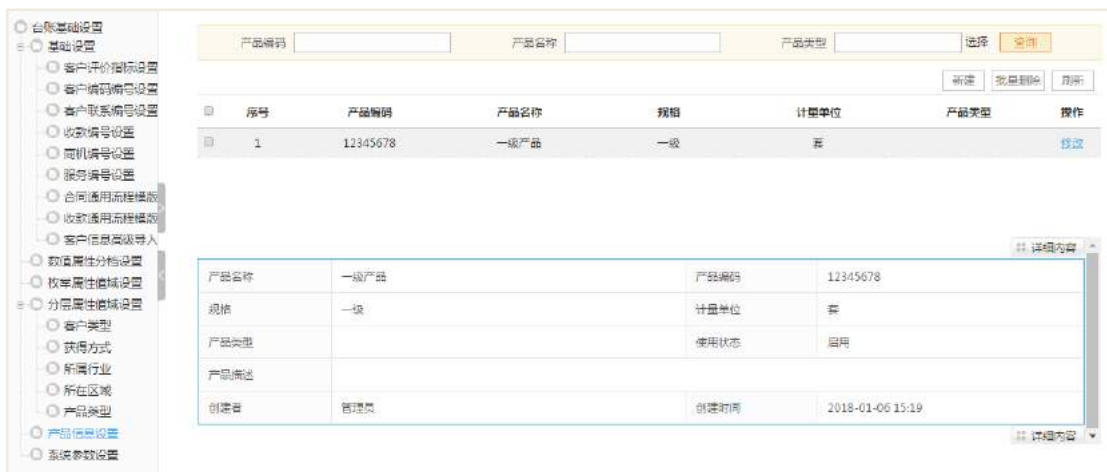 台账基础设置
基础设置
客户评价指标设置
客户编码编号设置
客户联系编号设置
收款编号设置
商机编号设置
服务编号设置
合同通用流程模版
收款通用流程模版
客户信息高级导入
数值属性分档设置
枚举属性值域设置
分层属性值域设置
客户类型
获得方式
所属行业
所在区域
产品类型
产品信息设置
系统参数设置
产品编码 产品名称 产品类型 选择 查询
新建 批量删除 刷新
序号 产品编码 产品名称 规格 计量单位 产品类型 操作
1 12345678 一级产品 一级 套 修改
详细内容
产品名称 一级产品 产品编码 12345678
规格 一级 计量单位 套
产品类型 使用状态 启用
产品描述
创建者 管理员 创建时间 2018-01-06 15:19
详细内容